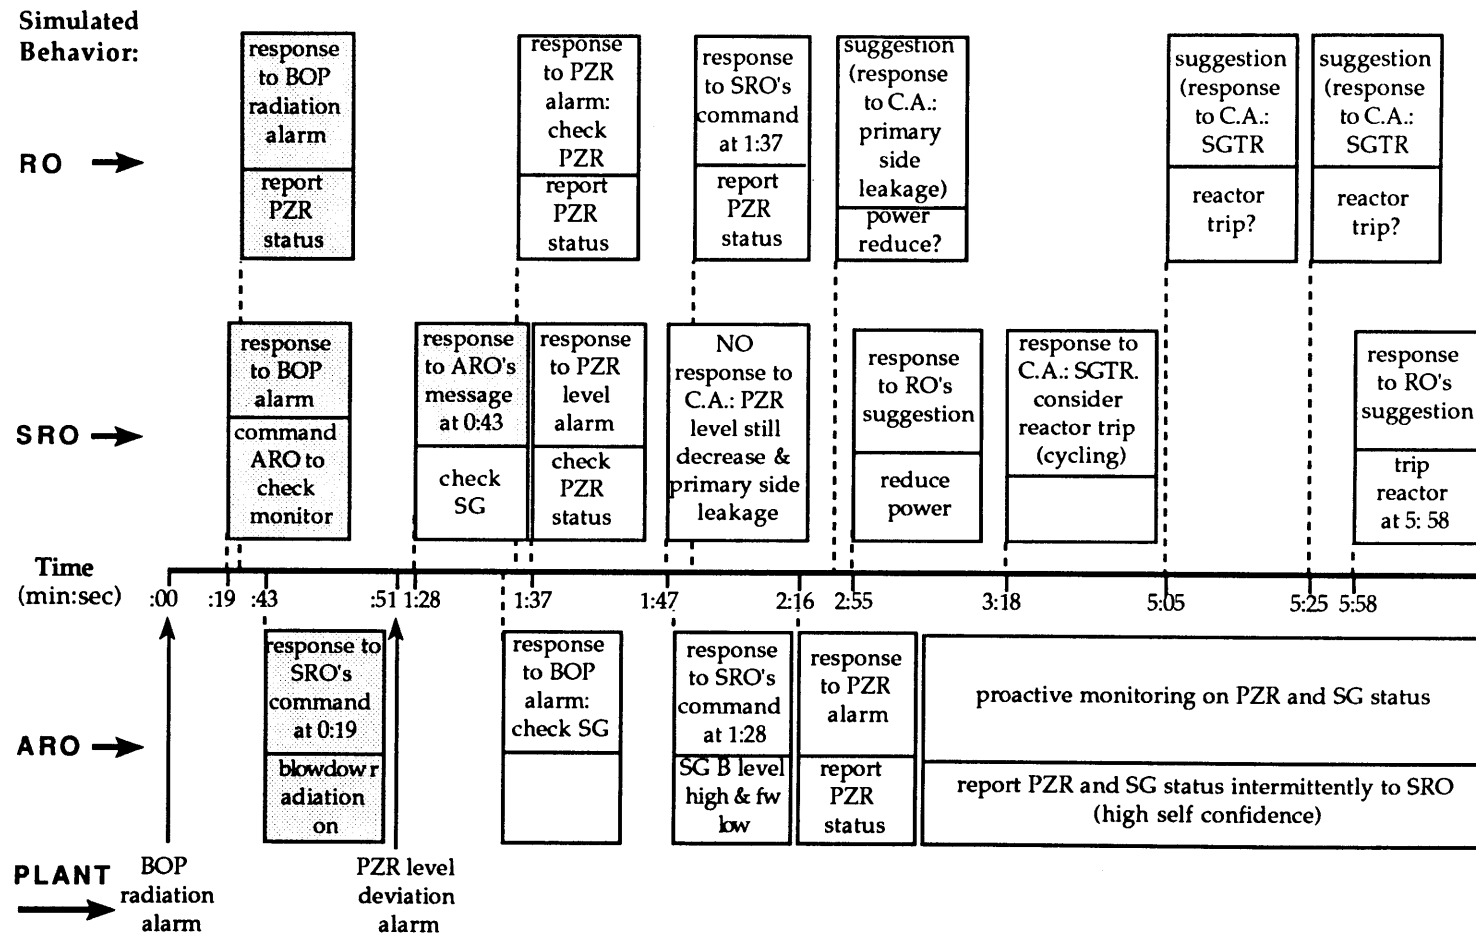 Simulated
Behavior:
RO
response
to BOP
radiation
alarm
report
PZR
status
response
to PZR
alarm:
check
PZR
report
PZR
status
response
to SRO's
command
at 1:37
report
PZR
status
suggestion
(response
to C.A.:
primary
side
leakage)
power
reduce?
suggestion
(response
to C.A.:
SGTR
reactor
trip?
suggestion
(response
to C.A.:
SGTR
reactor
trip?
SRO
response
to BOP
alarm
command
ARO to
check
monitor
response
to ARO's
message
at 0:43
check
SG
response
to PZR
level
alarm
check
PZR
status
NO
response to
C.A.: PZR
level still
decrease &
primary side
leakage
response
to RO's
suggestion
reduce
power
response to
C.A.: SGTR.
consider
reactor trip
(cycling)
response
to RO's
suggestion
trip
reactor
at 5: 58
Time
(min:sec)
:00 :19 :43 :51 1:28 1:37 1:47 2:16 2:55 3:18 5:05 5:25 5:58
ARO
response to
SRO's
command
at 0:19
blowdow r
adiation
on
response
to BOP
alarm:
check SG
response
to SRO's
command
at 1:28
SG B level
high & fw
low
response
to PZR
alarm
report
PZR
status
proactive monitoring on PZR and SG status
report PZR and SG status intermittently to SRO
(high self confidence)
PLANT
BOP
radiation
alarm
PZR level
deviation
alarm